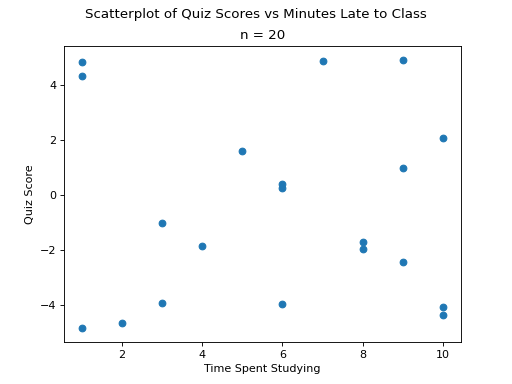 Scatterplot of Quiz Scores vs Minutes Late to Class
n = 20
4
2
0
−2
−4
Quiz Score
2 4 6 8 10
Time Spent Studying